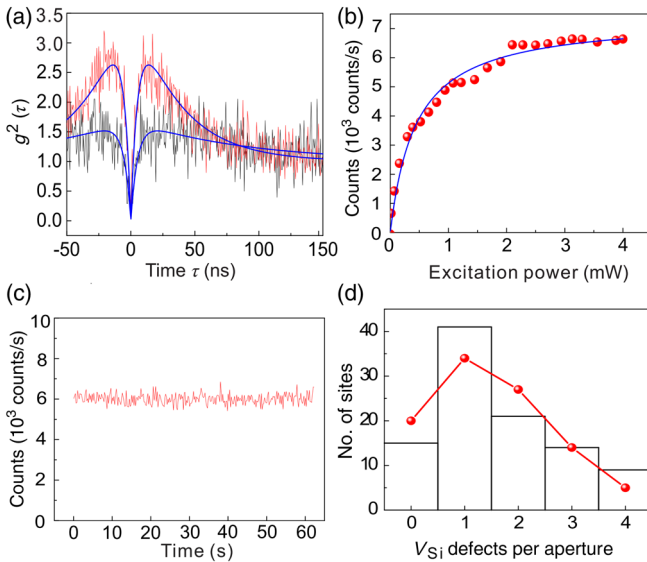 (a)
3.5
3.0
2.5
2.0
1.5
1.0
0.5
0.0
g² (τ)
-50 0 50 100 150
Time τ (ns)
(b)
7
6
5
4
3
2
1
0
Counts (10³ counts/s)
0 1 2 3 4
Excitation power (mW)
(c)
10
8
6
4
2
0
Counts (10³ counts/s)
0 10 20 30 40 50 60
Time (s)
(d)
40
30
20
10
No. of sites
0 1 2 3 4
V_Si defects per aperture